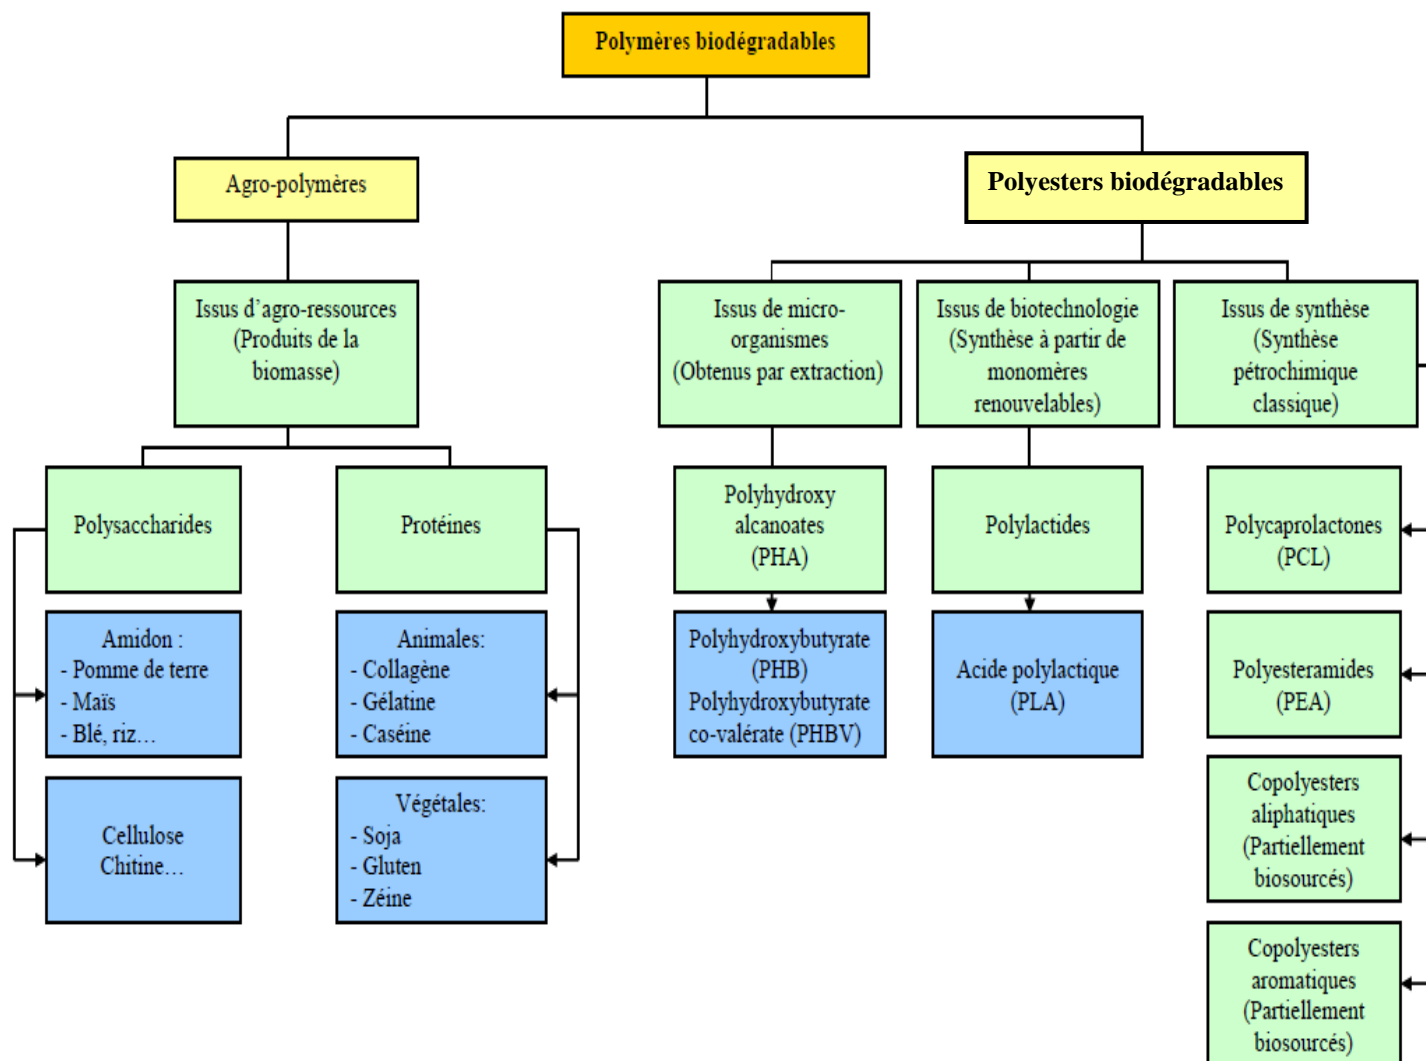 Polymères biodégradables
Agro-polymères
Polyesters biodégradables
Issus d’agro-ressources
(Produits de la
biomasse)
Issus de micro-
organismes
(Obtenus par extraction)
Issus de biotechnologie
(Synthèse à partir de
monomères
renouvelables)
Issus de synthèse
(Synthèse
pétrochimique
classique)
Polysaccharides
Protéines
Polyhydroxy
alcanoates
(PHA)
Polylactides
Polycaprolactones
(PCL)
Amidon :
- Pomme de terre
- Maïs
- Blé, riz…
Animales:
- Collagène
- Gélatine
- Caséine
Polyhydroxybutyrate
(PHB)
Polyhydroxybutyrate
co-valérate (PHBV)
Acide polylactique
(PLA)
Polyesteramides
(PEA)
Cellulose
Chitine…
Végétales:
- Soja
- Gluten
- Zéine
Copolyesters
aliphatiques
(Partiellement
biosourcés)
Copolyesters
aromatiques
(Partiellement
biosourcés)